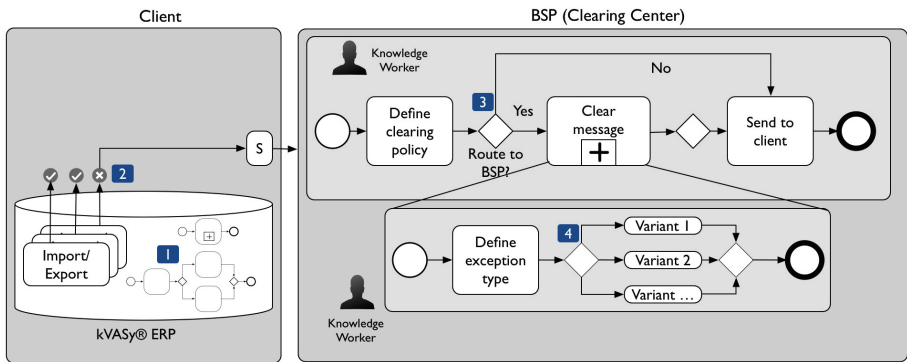 Client
BSP (Clearing Center)
Knowledge
Worker
No
3
Yes
Define
clearing
policy
Clear
message
Send to
client
S
Route to
BSP?
2
4
Variant 1
Define
exception
type
Variant 2
Variant ...
1
Import/
Export
Knowledge
Worker
kVASy® ERP